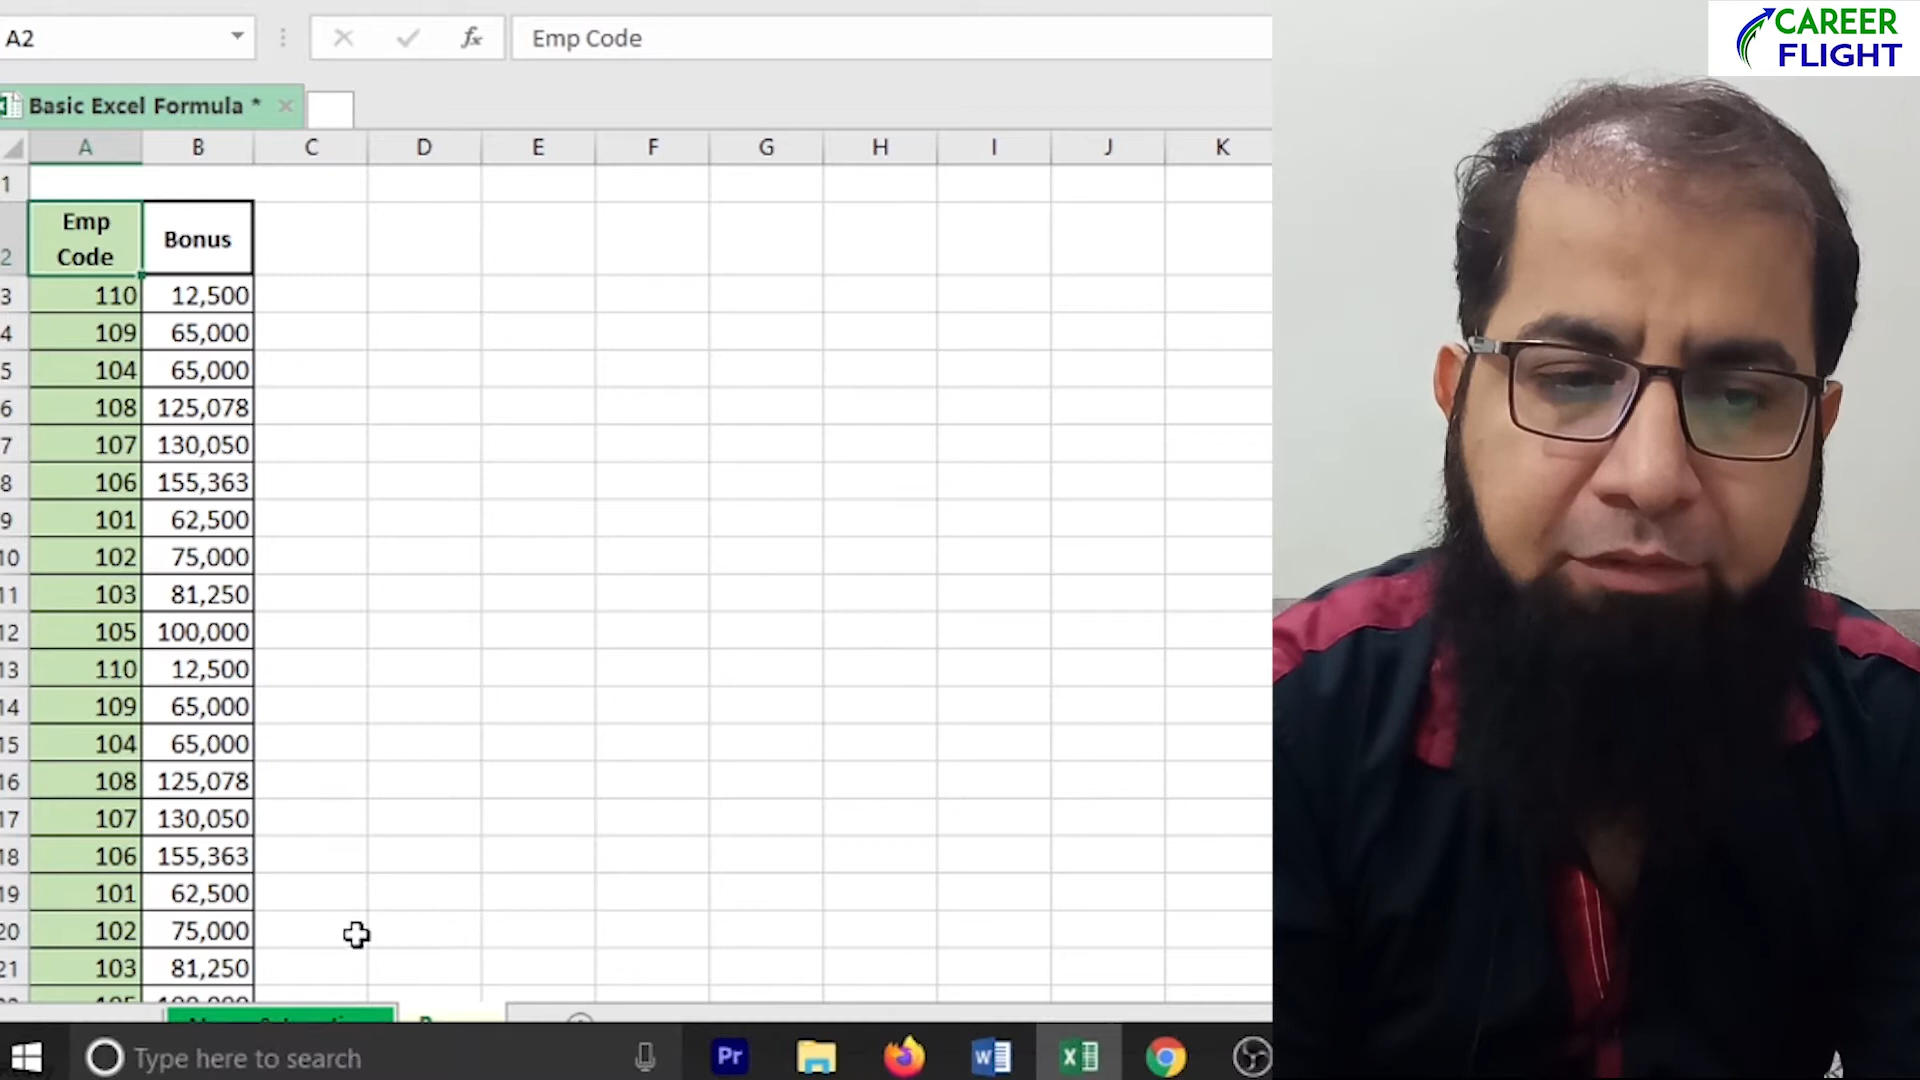 A2
fx
Emp Code
CAREER
FLIGHT
Basic Excel Formula *
A B C D E F G H I J K
1
2 Emp Code Bonus
3 110 12,500
4 109 65,000
5 104 65,000
6 108 125,078
7 107 130,050
8 106 155,363
9 101 62,500
10 102 75,000
11 103 81,250
12 105 100,000
13 110 12,500
14 109 65,000
15 104 65,000
16 108 125,078
17 107 130,050
18 106 155,363
19 101 62,500
20 102 75,000
21 103 81,250
Type here to search
Pr